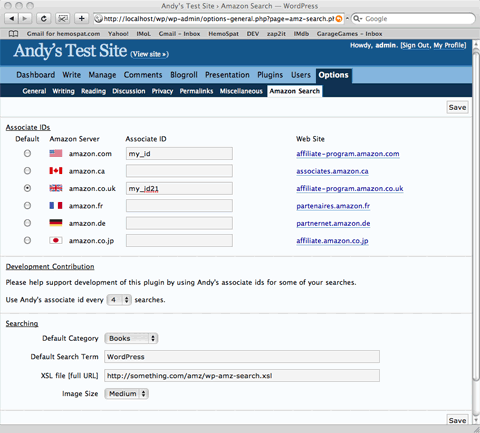 Andy's Test Site › Amazon Search — WordPress
http://localhost/wp/wp-admin/options-general.php?page=amz-search.ph
Google
Gmail for hemospat.com IMoL Gmail - Inbox HemoSpat DEV zap2it IMDb GarageGames - Inbox
Andy's Test Site (View site »)
Howdy, admin. [Sign Out, My Profile]
Dashboard Write Manage Comments Blogroll Presentation Plugins Users Options
General Writing Reading Discussion Privacy Permalinks Miscellaneous Amazon Search
Save
Associate IDs
Default Amazon Server Associate ID Web Site
amazon.com my_id affiliate-program.amazon.com
amazon.ca associates.amazon.ca
amazon.co.uk my_id21 affiliate-program.amazon.co.uk
amazon.fr partenaires.amazon.fr
amazon.de partnernet.amazon.de
amazon.co.jp affiliate.amazon.co.jp
Development Contribution
Please help support development of this plugin by using Andy's associate ids for some of your searches.
Use Andy's associate id every 4 searches.
Searching
Default Category Books
Default Search Term WordPress
XSL file [full URL] http://something.com/amz/wp-amz-search.xsl
Image Size Medium
Save